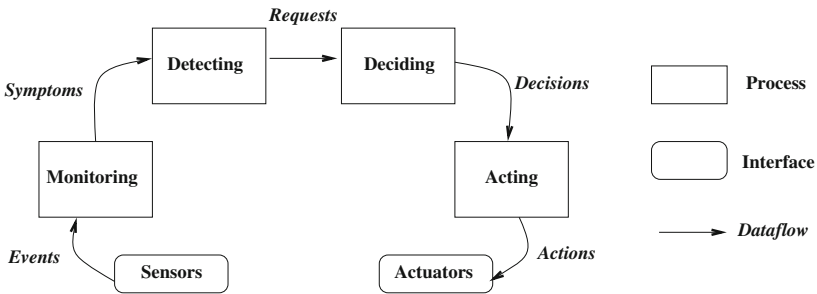 Requests
Detecting
Deciding
Symptoms
Decisions
Process
Monitoring
Acting
Interface
Events
Sensors
Actuators
Actions
Dataflow